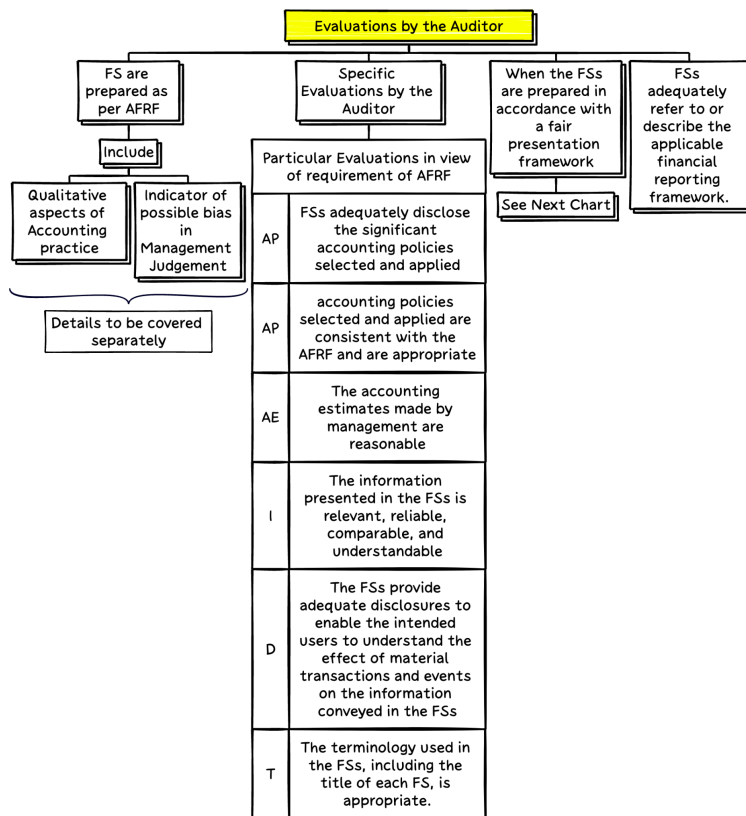 Evaluations by the Auditor
FS are
prepared as
per AFRF
Include
Qualitative
aspects of
Accounting
practice
Indicator of
possible bias
in
Management
Judgement
Details to be covered
separately
Specific
Evaluations by the
Auditor
Particular Evaluations in view
of requirement of AFRF
AP
FSs adequately disclose
the significant
accounting policies
selected and applied
AP
accounting policies
selected and applied are
consistent with the
AFRF and are appropriate
AE
The accounting
estimates made by
management are
reasonable
I
The information
presented in the FSs is
relevant, reliable,
comparable, and
understandable
D
The FSs provide
adequate disclosures to
enable the intended
users to understand the
effect of material
transactions and events
on the information
conveyed in the FSs
T
The terminology used in
the FSs, including the
title of each FS, is
appropriate.
When the FSs
are prepared in
accordance with
a fair
presentation
framework
See Next Chart
FSs
adequately
refer to or
describe the
applicable
financial
reporting
framework.